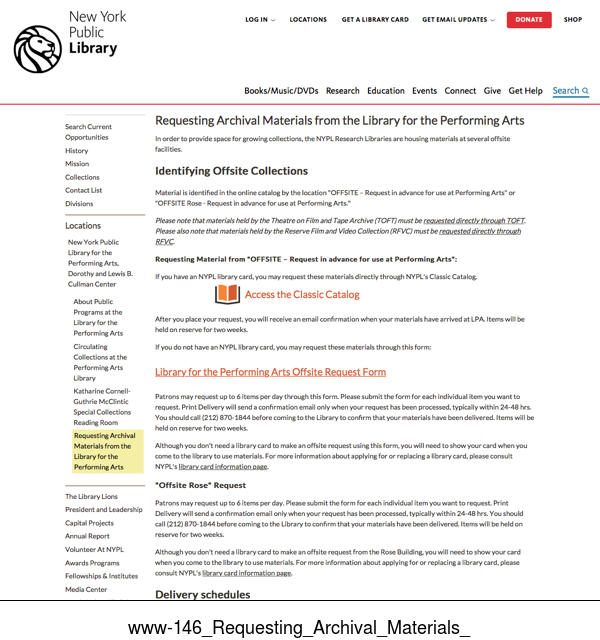 New York
Public
Library
LOG IN
LOCATIONS
GET A LIBRARY CARD
GET EMAIL UPDATES
DONATE
SHOP
Books/Music/DVDs Research Education Events Connect Give Get Help Search
Search Current
Opportunities
History
Mission
Collections
Contact List
Divisions
Locations
New York Public
Library for the
Performing Arts,
Dorothy and Lewis B.
Cullman Center
About Public
Programs at the
Library for the
Performing Arts
Circulating
Collections at the
Performing Arts
Library
Katharine Cornell-
Guthrie McClintic
Special Collections
Reading Room
Requesting Archival
Materials from the
Library for the
Performing Arts
The Library Lions
President and Leadership
Capital Projects
Annual Report
Volunteer At NYPL
Awards Programs
Fellowships & Institutes
Media Center
Requesting Archival Materials from the Library for the Performing Arts
In order to provide space for growing collections, the NYPL Research Libraries are housing materials at several offsite
facilities.
Identifying Offsite Collections
Material is identified in the online catalog by the location "OFFSITE – Request in advance for use at Performing Arts" or
"OFFSITE Rose - Request in advance for use at Performing Arts."
Please note that materials held by the Theatre on Film and Tape Archive (TOFT) must be requested directly through TOFT.
Please also note that materials held by the Reserve Film and Video Collection (RFVC) must be requested directly through
RFVC.
Requesting Material from "OFFSITE – Request in advance for use at Performing Arts":
If you have an NYPL library card, you may request these materials directly through NYPL's Classic Catalog.
Access the Classic Catalog
After you place your request, you will receive an email confirmation when your materials have arrived at LPA. Items will be
held on reserve for two weeks.
If you do not have an NYPL library card, you may request these materials through this form:
Library for the Performing Arts Offsite Request Form
Patrons may request up to 6 items per day through this form. Please submit the form for each individual item you want to
request. Print Delivery will send a confirmation email only when your request has been processed, typically within 24-48 hrs.
You should call (212) 870-1844 before coming to the Library to confirm that your materials have been delivered. Items will be
held on reserve for two weeks.
Although you don't need a library card to make an offsite request using this form, you will need to show your card when you
come to the library to use materials. For more information about applying for or replacing a library card, please consult
NYPL's library card information page.
"Offsite Rose" Request
Patrons may request up to 6 items per day. Please submit the form for each individual item you want to request. Print
Delivery will send a confirmation email only when your request has been processed, typically within 24-48 hrs. You should
call (212) 870-1844 before coming to the Library to confirm that your materials have been delivered. Items will be held on
reserve for two weeks.
Although you don't need a library card to make an offsite request from the Rose Building, you will need to show your card
when you come to the library to use materials. For more information about applying for or replacing a library card, please
consult NYPL's library card information page.
Delivery schedules
www-146_Requesting_Archival_Materials_